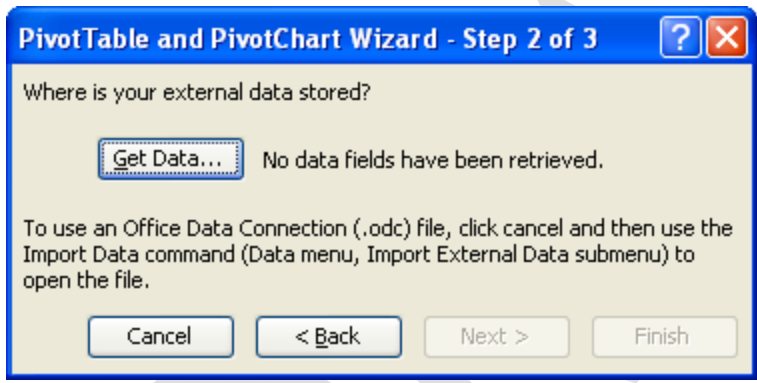 PivotTable and PivotChart Wizard - Step 2 of 3
Where is your external data stored?
Get Data... No data fields have been retrieved.
To use an Office Data Connection (.odc) file, click cancel and then use the
Import Data command (Data menu, Import External Data submenu) to
open the file.
Cancel < Back Next > Finish